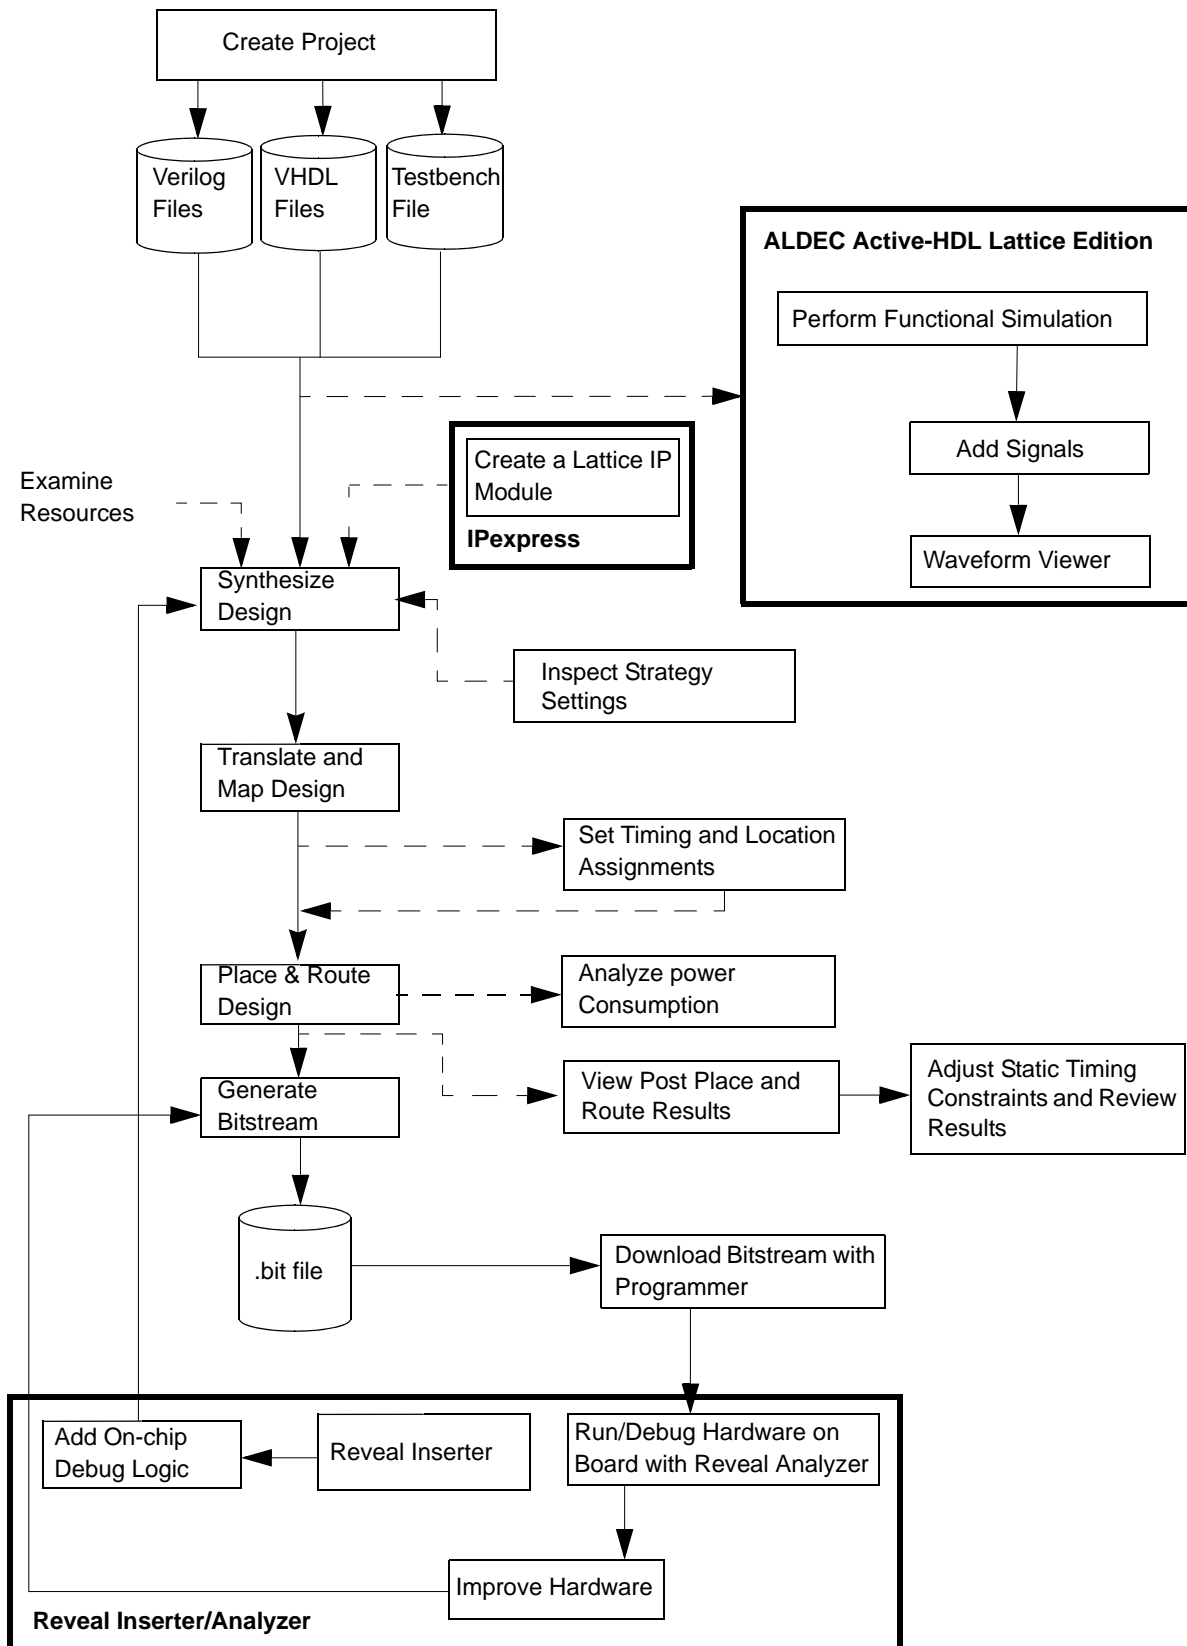 Create Project
Verilog
Files
VHDL
Files
Testbench
File
ALDEC Active-HDL Lattice Edition
Perform Functional Simulation
Add Signals
Waveform Viewer
Create a Lattice IP
Module
IPexpress
Examine
Resources
Synthesize
Design
Inspect Strategy
Settings
Translate and
Map Design
Set Timing and Location
Assignments
Place & Route
Design
Analyze power
Consumption
Generate
Bitstream
View Post Place and
Route Results
Adjust Static Timing
Constraints and Review
Results
.bit file
Download Bitstream with
Programmer
Add On-chip
Debug Logic
Reveal Inserter
Run/Debug Hardware on
Board with Reveal Analyzer
Improve Hardware
Reveal Inserter/Analyzer